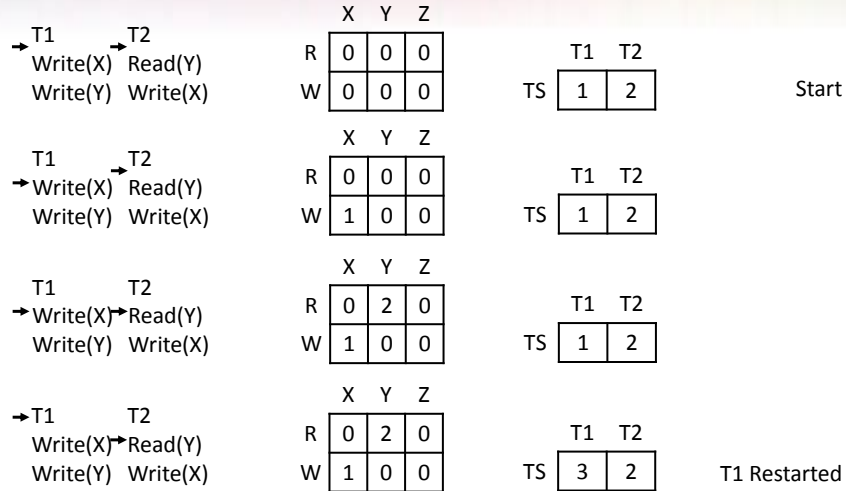 X Y Z
T1 T2
R 0 0 0
T1 T2
Write(X) Read(Y)
Write(Y) Write(X)
W 0 0 0
TS 1 2
Start
X Y Z
T1 T2
R 0 0 0
T1 T2
Write(X) Read(Y)
Write(Y) Write(X)
W 1 0 0
TS 1 2
X Y Z
T1 T2
R 0 2 0
T1 T2
Write(X) Read(Y)
Write(Y) Write(X)
W 1 0 0
TS 1 2
X Y Z
T1 T2
R 0 2 0
T1 T2
Write(X) Read(Y)
Write(Y) Write(X)
W 1 0 0
TS 3 2
T1 Restarted